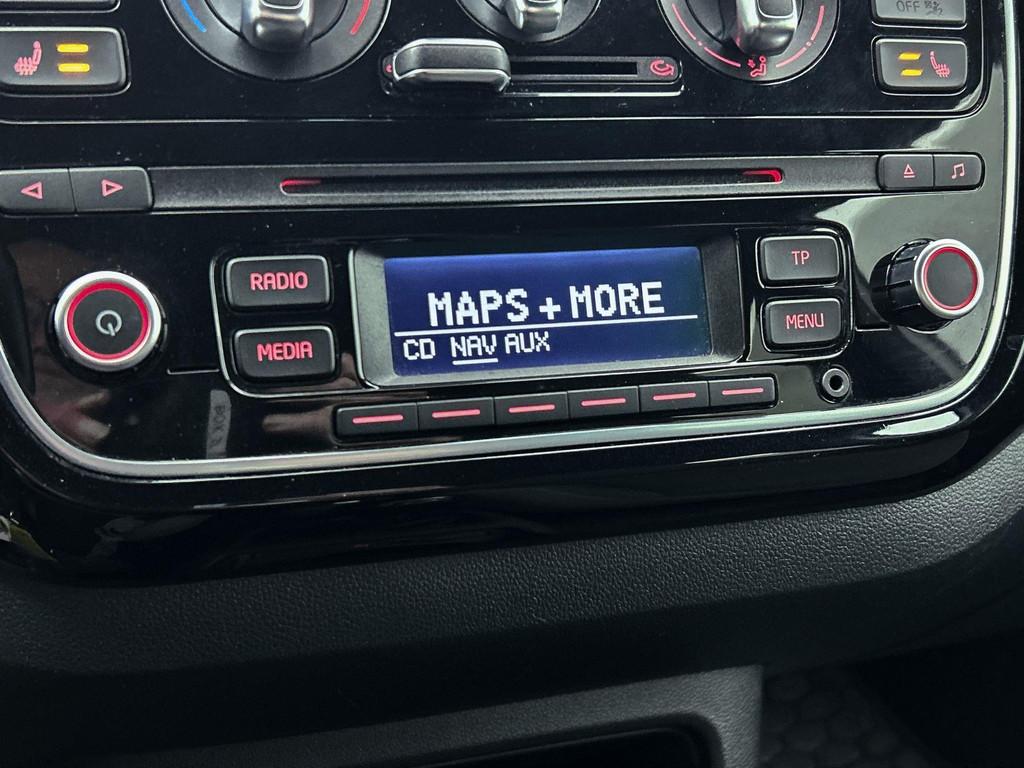 OFF
RADIO
MEDIA
MAPS + MORE
CD NAV AUX
TP
MENU